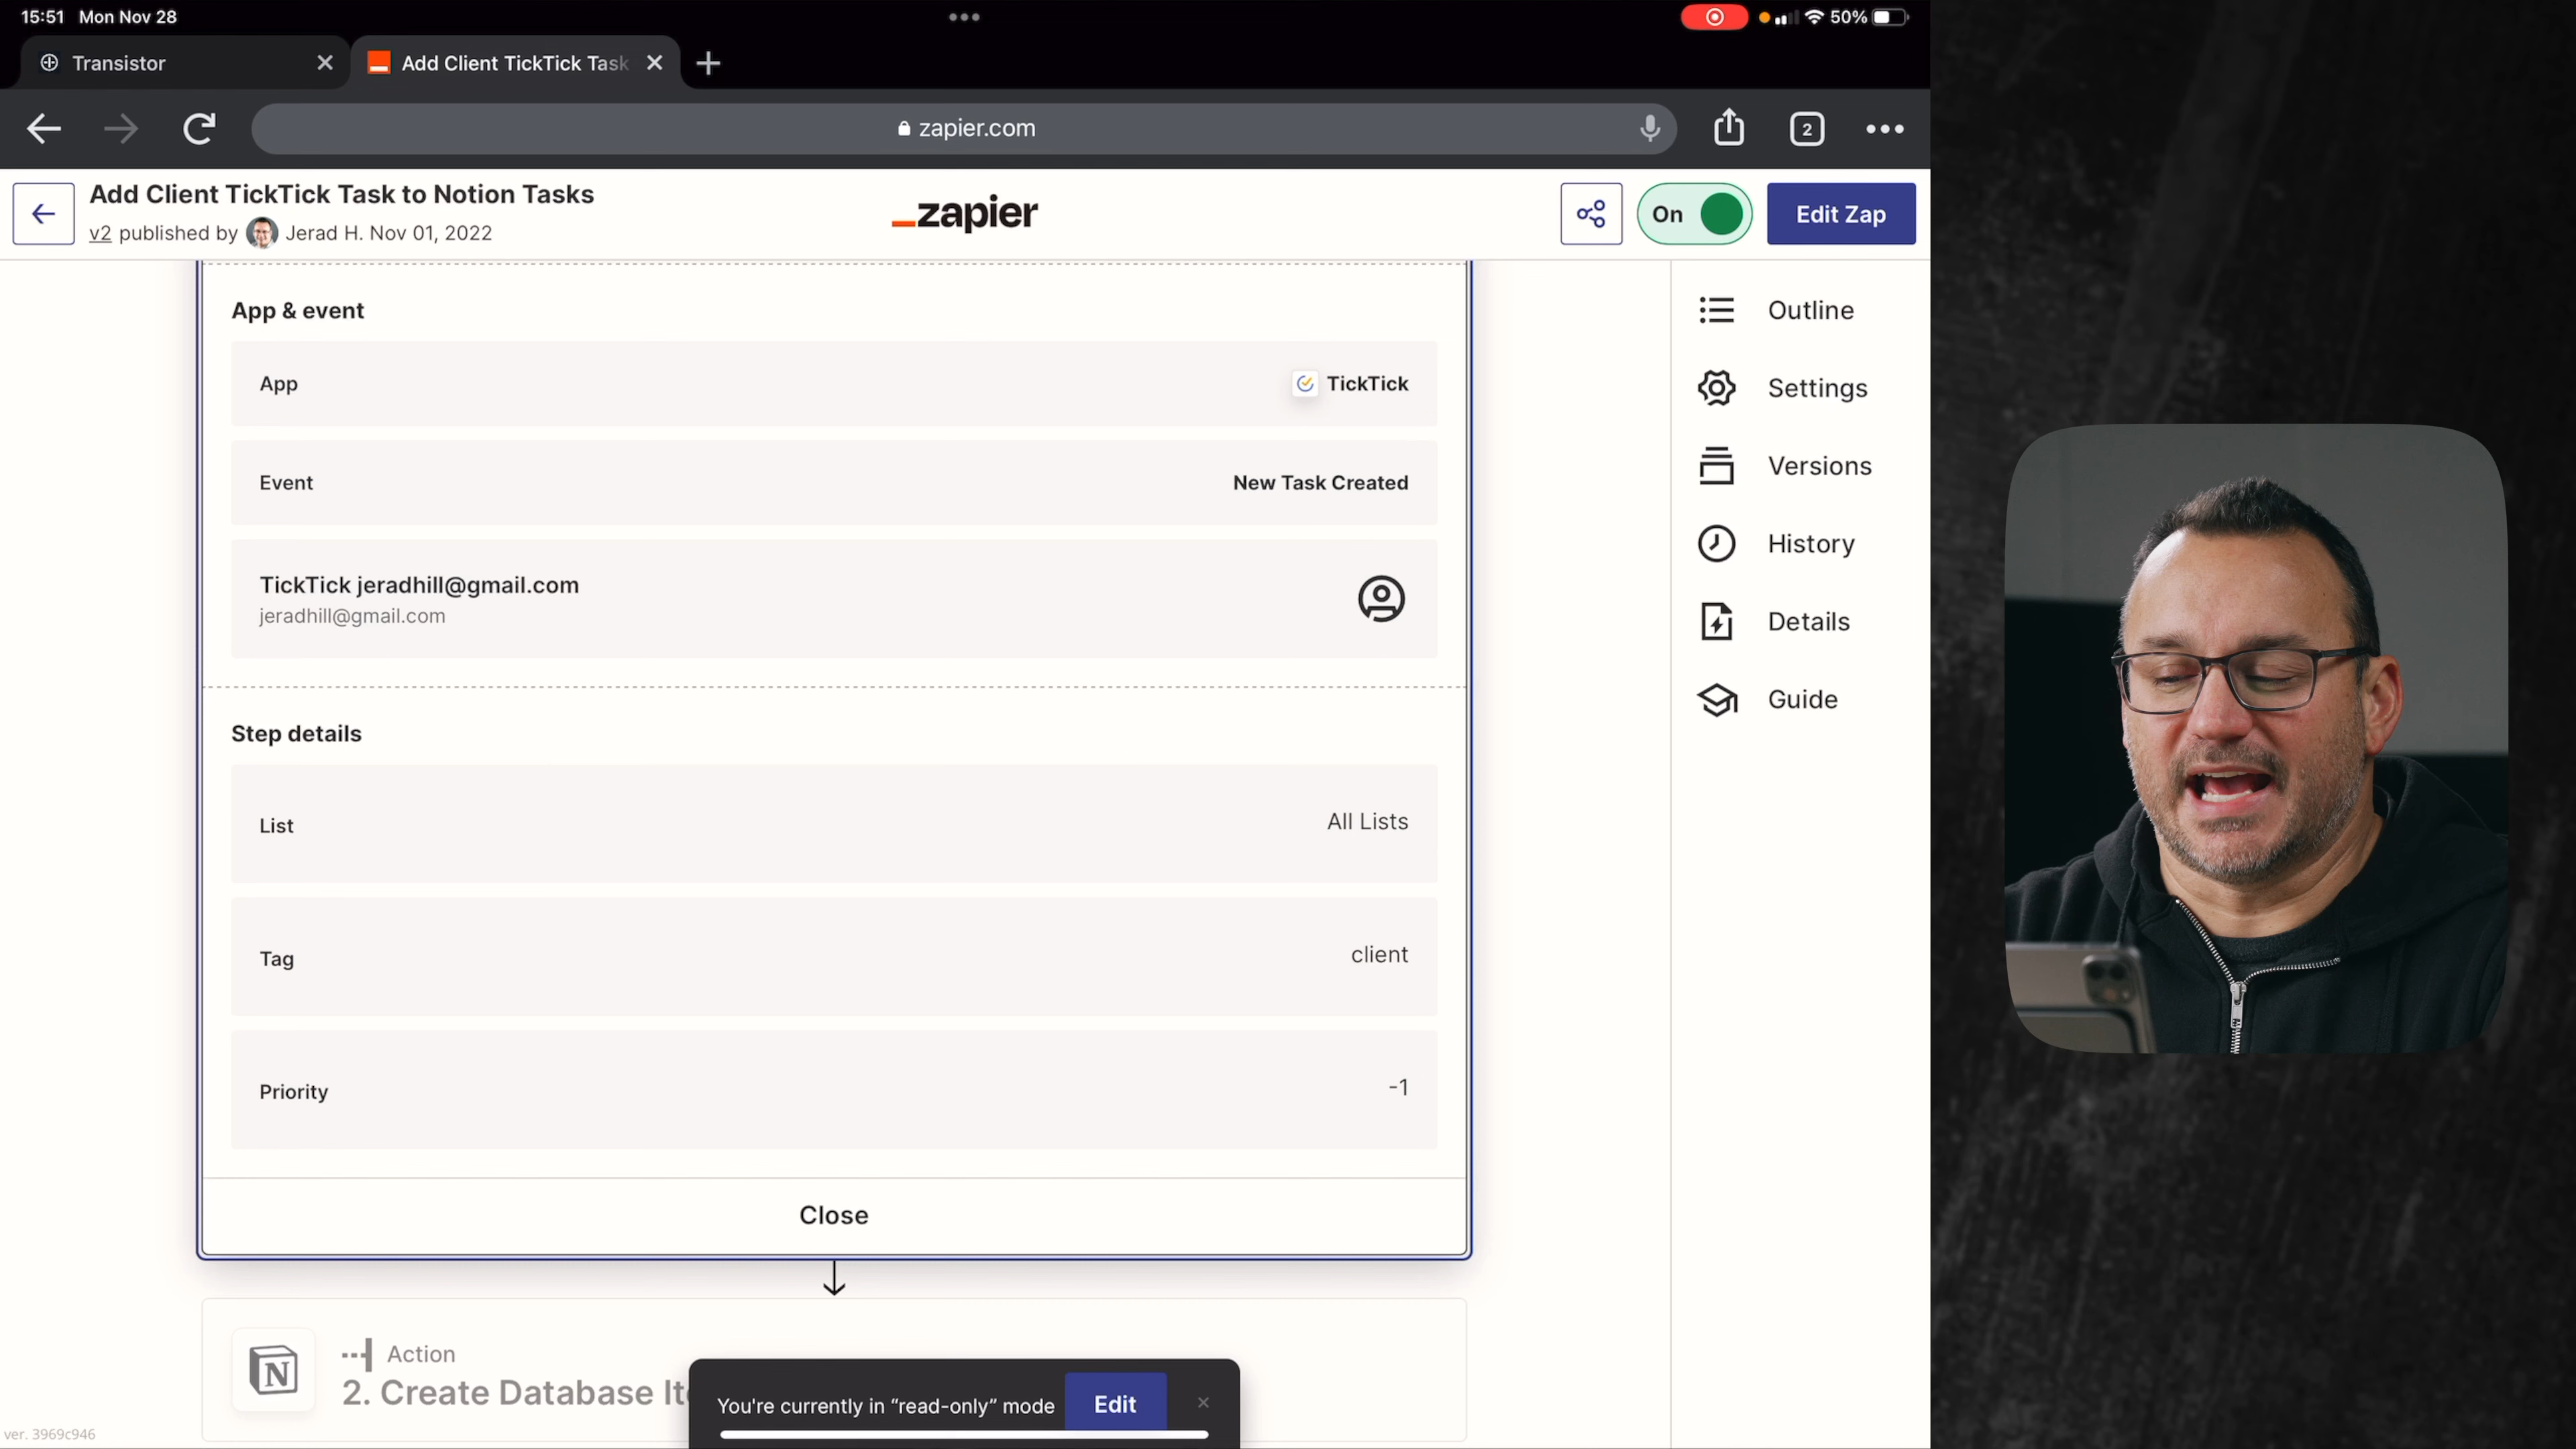 15:51 Mon Nov 28
50%
Transistor
Add Client TickTick Task
zapier.com
2
Add Client TickTick Task to Notion Tasks
v2 published by Jerad H. Nov 01, 2022
zapier
On
Edit Zap
App & event
App
TickTick
Event
New Task Created
TickTick jeradhill@gmail.com
jeradhill@gmail.com
Step details
List
All Lists
Tag
client
Priority
-1
Close
Action
2. Create Database
You're currently in “read-only” mode
Edit
Outline
Settings
Versions
History
Details
Guide
ver. 3969c946